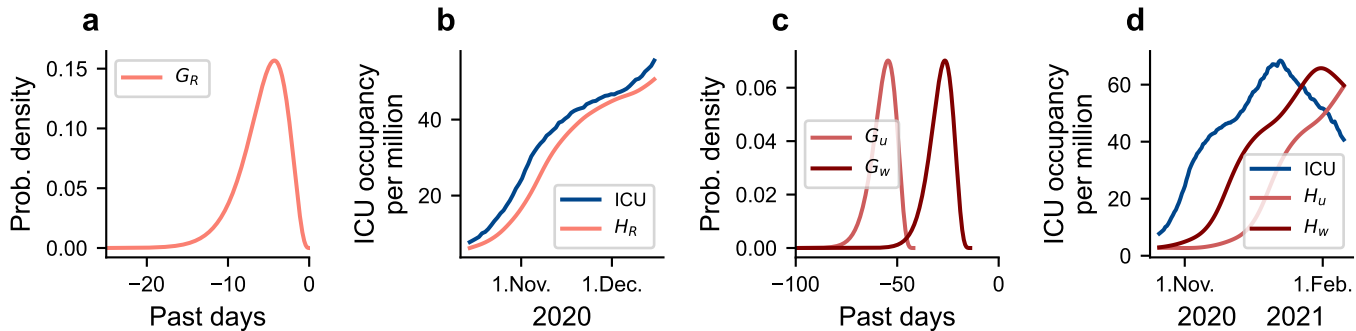 a
Prob. density
0.15
0.10
0.05
0.00
G_R
−20
−10
0
Past days
b
ICU occupancy
per million
40
20
ICU
H_R
1.Nov.
1.Dec.
2020
c
Prob. density
0.06
0.04
0.02
0.00
G_u
G_w
−100
−50
0
Past days
d
ICU occupancy
per million
60
40
20
0
ICU
H_u
H_w
1.Nov.
1.Feb.
2020
2021